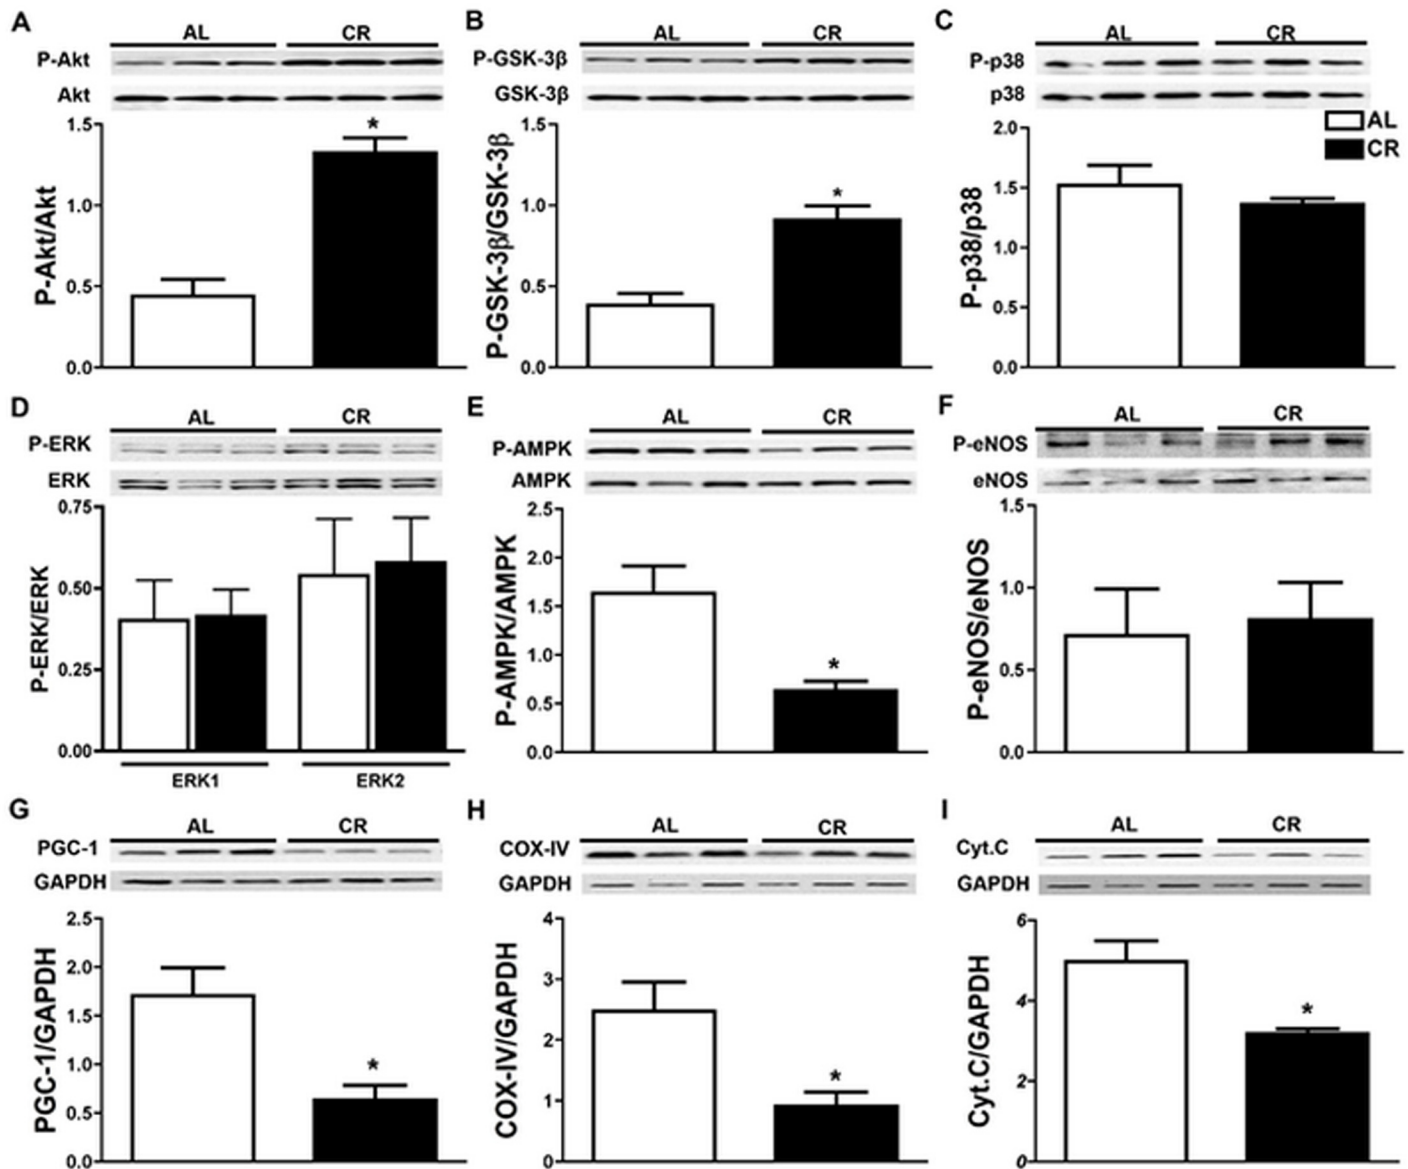 A
AL CR
P-Akt
Akt
*
1.5
1.0
0.5
0.0
P-Akt/Akt
B
AL CR
P-GSK-3β
GSK-3β
*
1.5
1.0
0.5
0.0
P-GSK-3β/GSK-3β
C
AL CR
P-p38
p38
AL
CR
2.0
1.5
1.0
0.5
0.0
P-p38/p38
D
AL CR
P-ERK
ERK
0.75
0.50
0.25
0.00
P-ERK/ERK
ERK1 ERK2
E
AL CR
P-AMPK
AMPK
2.5
2.0
1.5
1.0
*
0.5
0.0
P-AMPK/AMPK
F
AL CR
P-eNOS
eNOS
1.5
1.0
0.5
0.0
P-eNOS/eNOS
G
AL CR
PGC-1
GAPDH
2.5
2.0
1.5
1.0
*
0.5
0.0
PGC-1/GAPDH
H
AL CR
COX-IV
GAPDH
4
3
2
*
1
0
COX-IV/GAPDH
I
AL CR
Cyt.C
GAPDH
6
4
*
2
0
Cyt.C/GAPDH